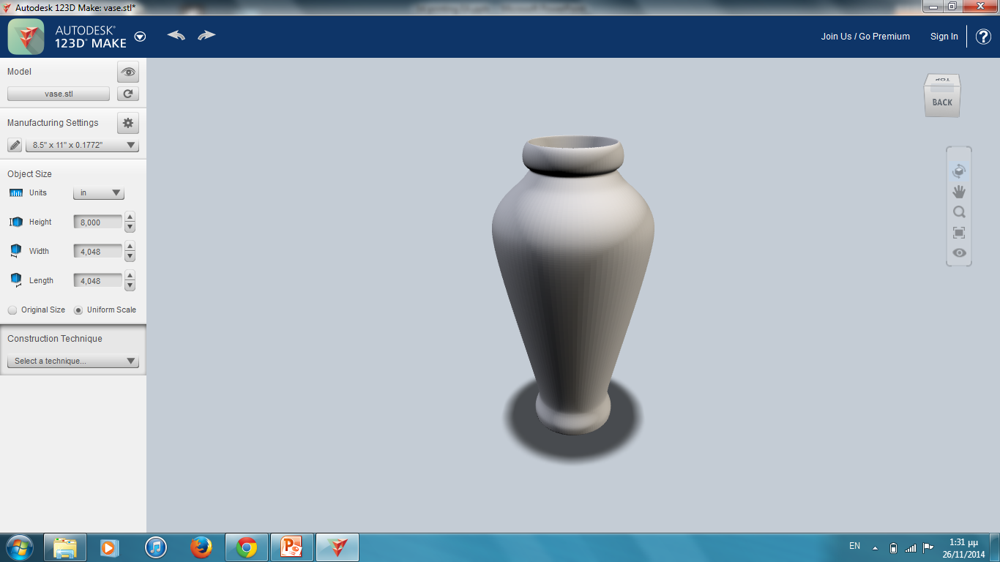 Autodesk 123D Make: vase.stl*
AUTODESK®
123D® MAKE
Join Us / Go Premium
Sign In
?
Model
vase.stl
Manufacturing Settings
8.5" x 11" x 0.1772"
Object Size
Units
in
Height
8,000
Width
4,048
Length
4,048
Original Size
Uniform Scale
Construction Technique
Select a technique...
TOP
BACK
EN
1:31 μμ
26/11/2014